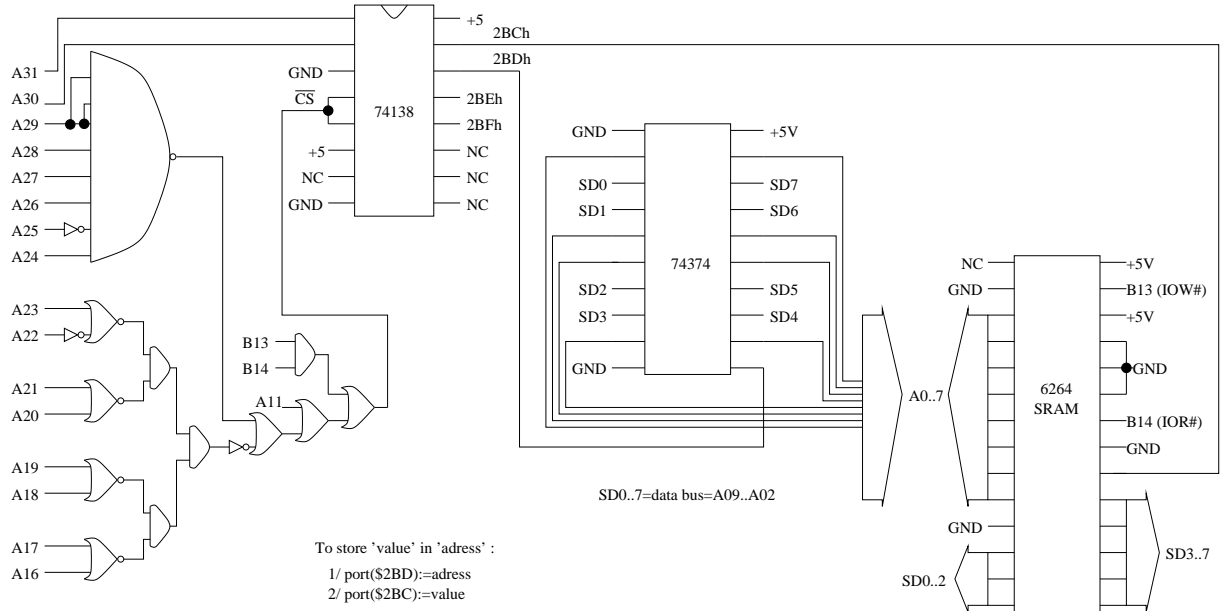 A31
A30
A29
A28
A27
A26
A25
A24
A23
A22
A21
A20
A19
A18
A17
A16
B13
B14
A11
GND
CS
+5
NC
GND
74138
+5
2BCh
2BDh
2BEh
2BFh
NC
NC
NC
GND
SD0
SD1
SD2
SD3
GND
74374
+5V
SD7
SD6
SD5
SD4
A0..7
NC
GND
GND
SD0..2
6264
SRAM
+5V
B13 (IOW#)
+5V
GND
B14 (IOR#)
GND
SD3..7
SD0..7=data bus=A09..A02
To store 'value' in 'adress' :
1/ port($2BD):=adress
2/ port($2BC):=value